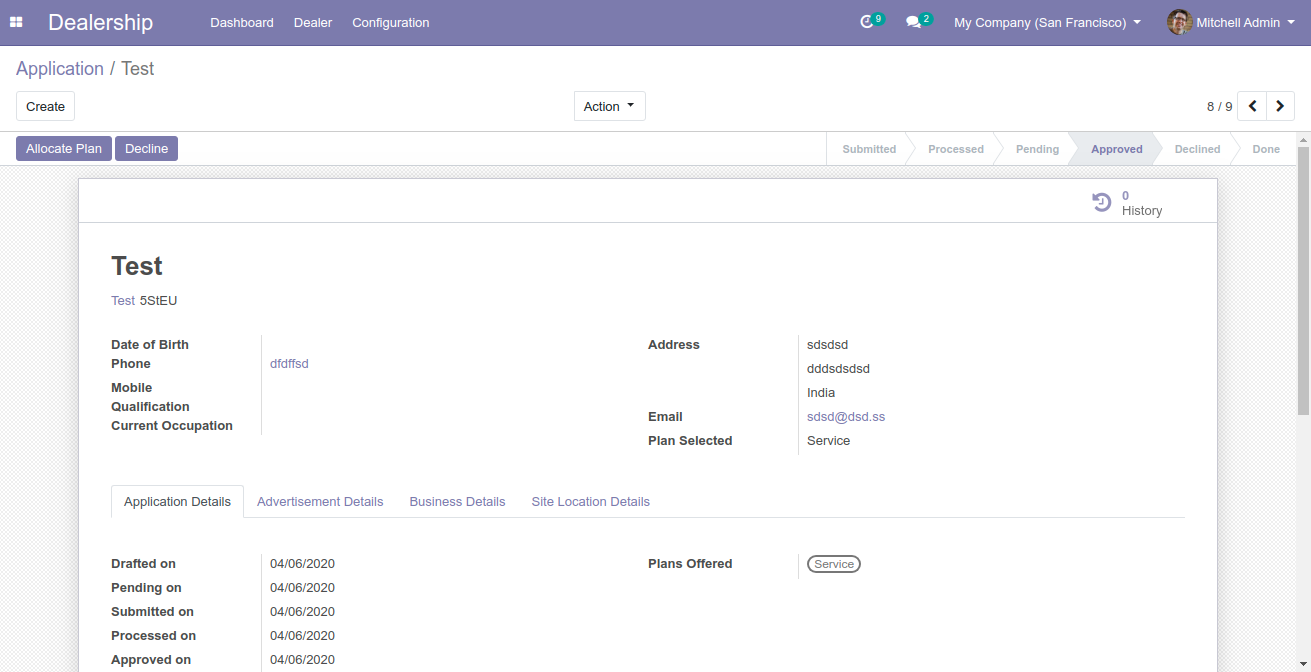 Dealership Dashboard Dealer Configuration 9 2 My Company (San Francisco) Mitchell Admin
Application / Test
Create Action 8 / 9
Allocate Plan Decline Submitted Processed Pending Approved Declined Done
0
History
Test
Test 5StEU
Date of Birth
Phone dfdffsd
Mobile
Qualification
Current Occupation
Address sdsdsd
dddsdsdsd
India
Email sdsd@dsd.ss
Plan Selected Service
Application Details Advertisement Details Business Details Site Location Details
Drafted on 04/06/2020
Pending on 04/06/2020
Submitted on 04/06/2020
Processed on 04/06/2020
Approved on 04/06/2020
Plans Offered Service